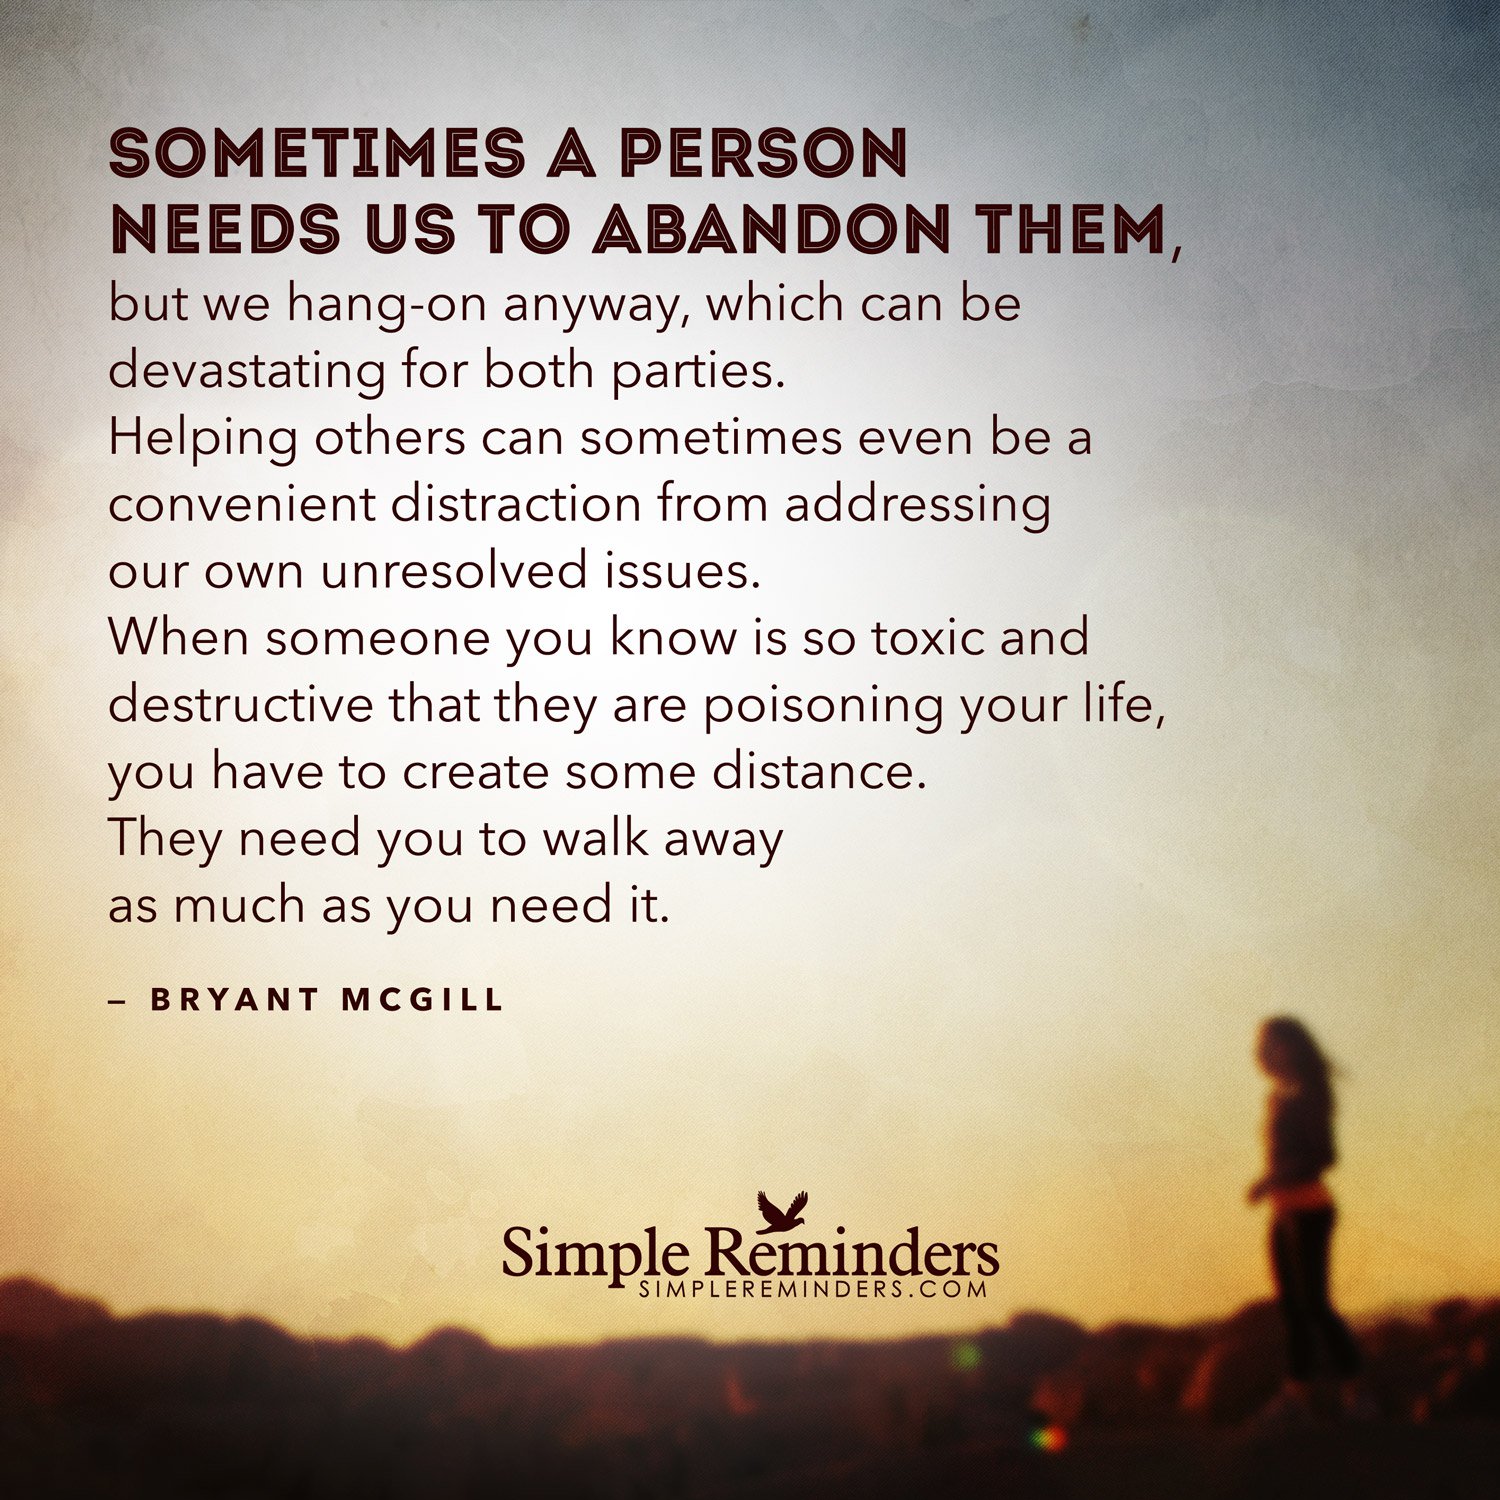 SOMETIMES A PERSON
NEEDS US TO ABANDON THEM,
but we hang-on anyway, which can be
devastating for both parties.
Helping others can sometimes even be a
convenient distraction from addressing
our own unresolved issues.
When someone you know is so toxic and
destructive that they are poisoning your life,
you have to create some distance.
They need you to walk away
as much as you need it.
– BRYANT MCGILL
Simple Reminders
SIMPLEREMINDERS.COM